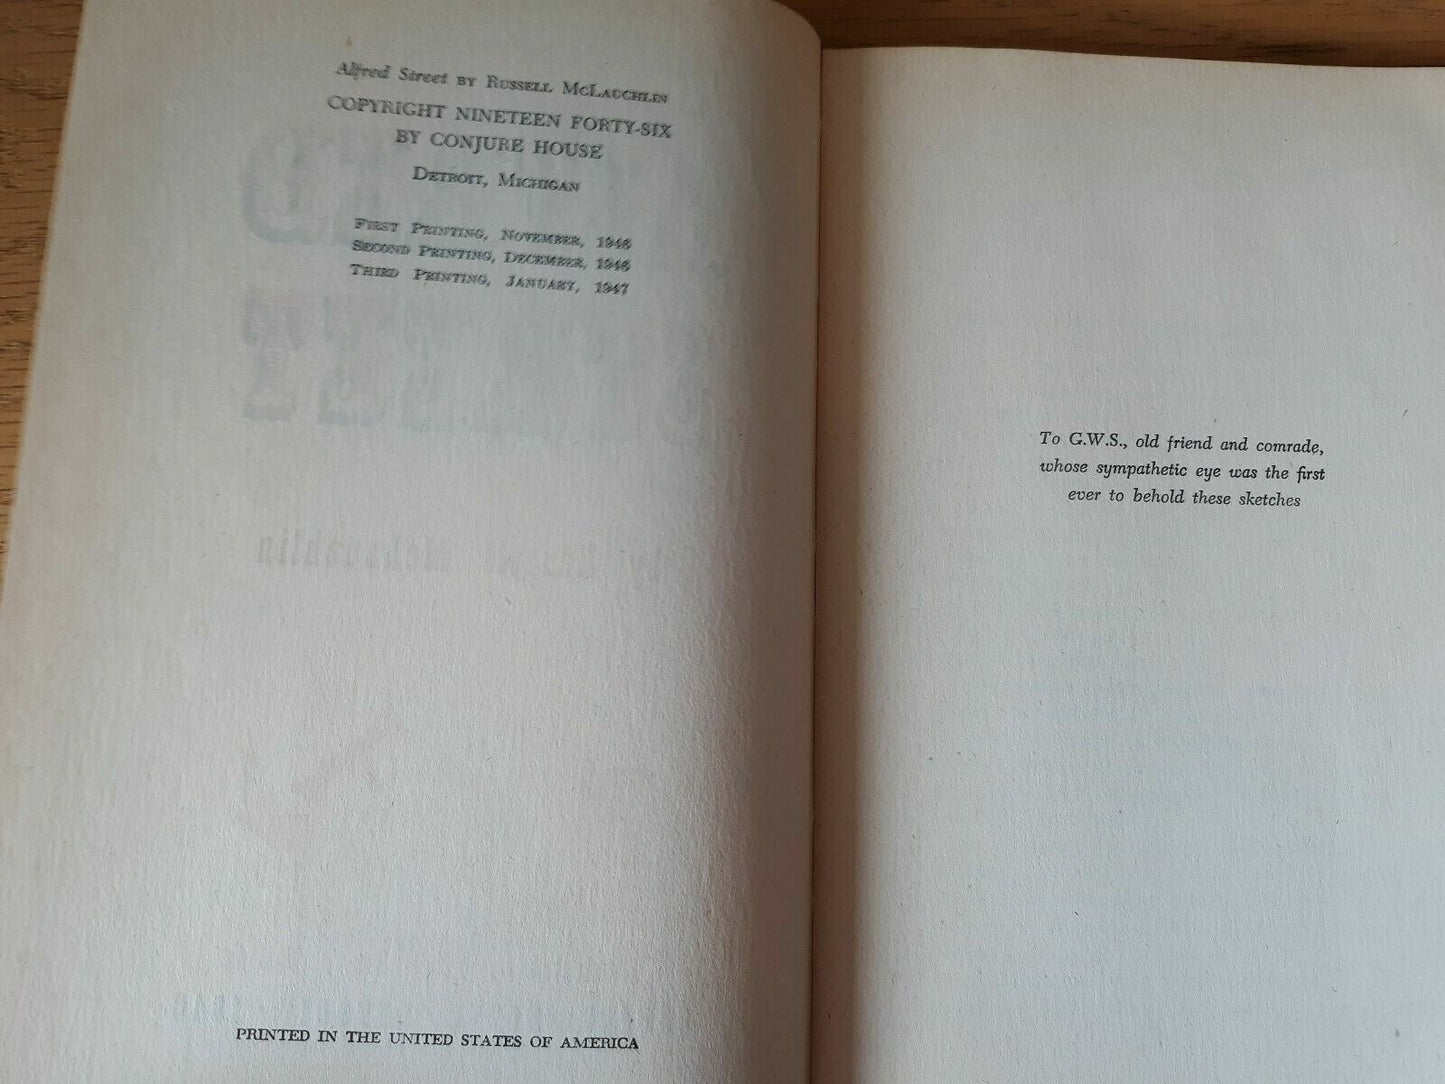 Alfred Street BY RUSSELL MCLAUCHLIN
COPYRIGHT NINETEEN FORTY-SIX
BY CONJURE HOUSE
DETROIT, MICHIGAN
FIRST PRINTING, NOVEMBER, 1946
SECOND PRINTING, DECEMBER, 1946
THIRD PRINTING, JANUARY, 1947
PRINTED IN THE UNITED STATES OF AMERICA
To G.W.S., old friend and comrade,
whose sympathetic eye was the first
ever to behold these sketches